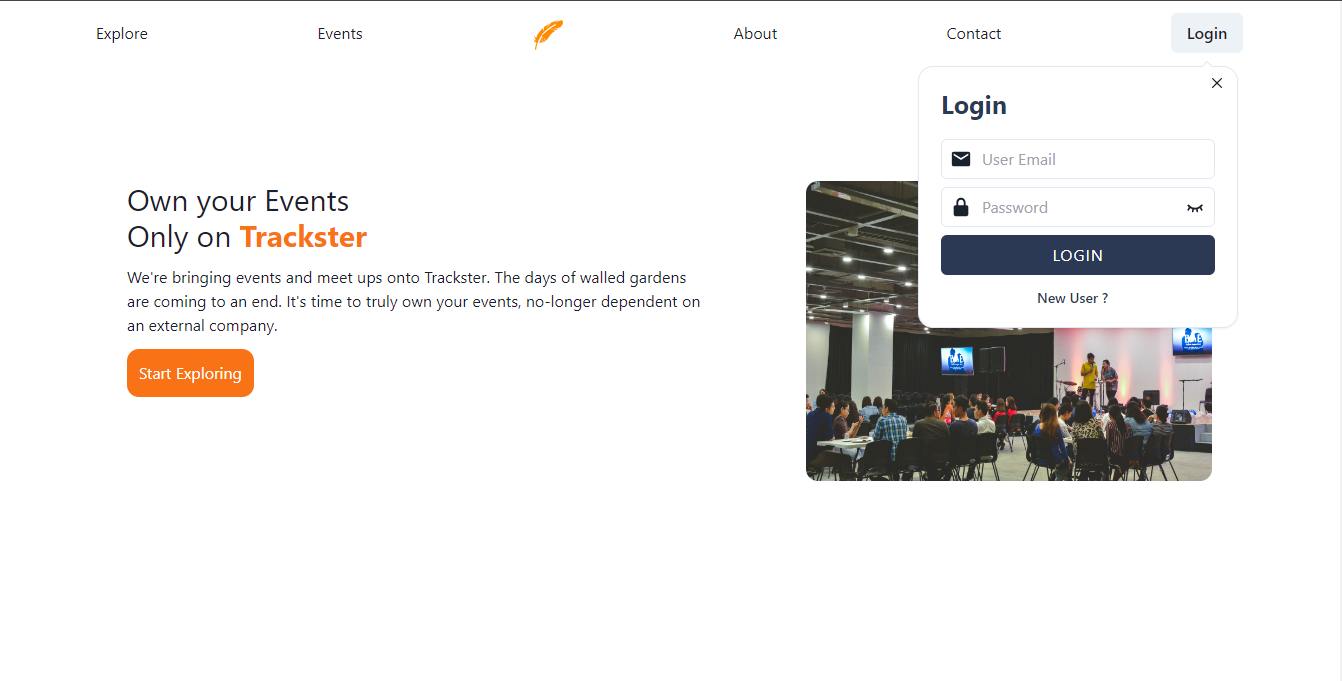 Explore
Events
About
Contact
Login
Login
User Email
Password
LOGIN
New User ?
Own your Events
Only on Trackster
We're bringing events and meet ups onto Trackster. The days of walled gardens
are coming to an end. It's time to truly own your events, no-longer dependent on
an external company.
Start Exploring